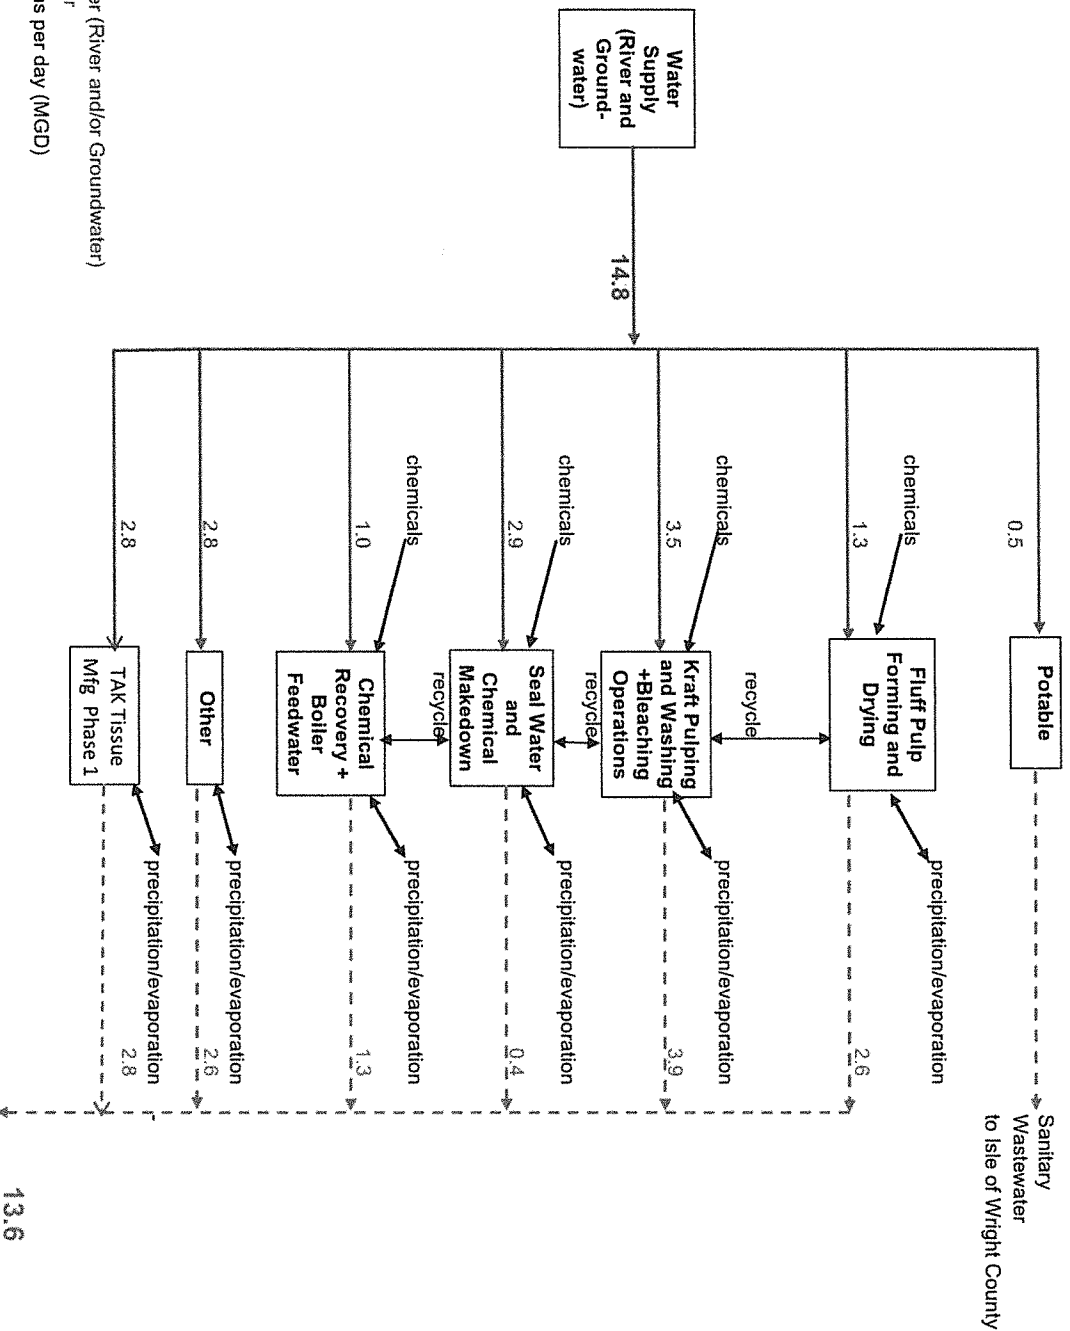 Water
Supply
(River and
Ground-
water)
14.8
0.5
Potable
Sanitary
Wastewater
to Isle of Wright County
chemicals
1.3
Fluff Pulp
Forming and
Drying
precipitation/evaporation
2.6
recycle
chemicals
3.5
Kraft Pulping
and Washing
+Bleaching
Operations
precipitation/evaporation
3.9
recycle
chemicals
2.9
Seal Water
and
Chemical
Makedown
precipitation/evaporation
0.4
recycle
chemicals
1.0
Chemical
Recovery +
Boiler
Feedwater
precipitation/evaporation
1.3
2.8
Other
precipitation/evaporation
2.6
2.8
TAK Tissue
Mfg Phase 1
precipitation/evaporation
2.8
13.6
er (River and/or Groundwater)
r
ns per day (MGD)